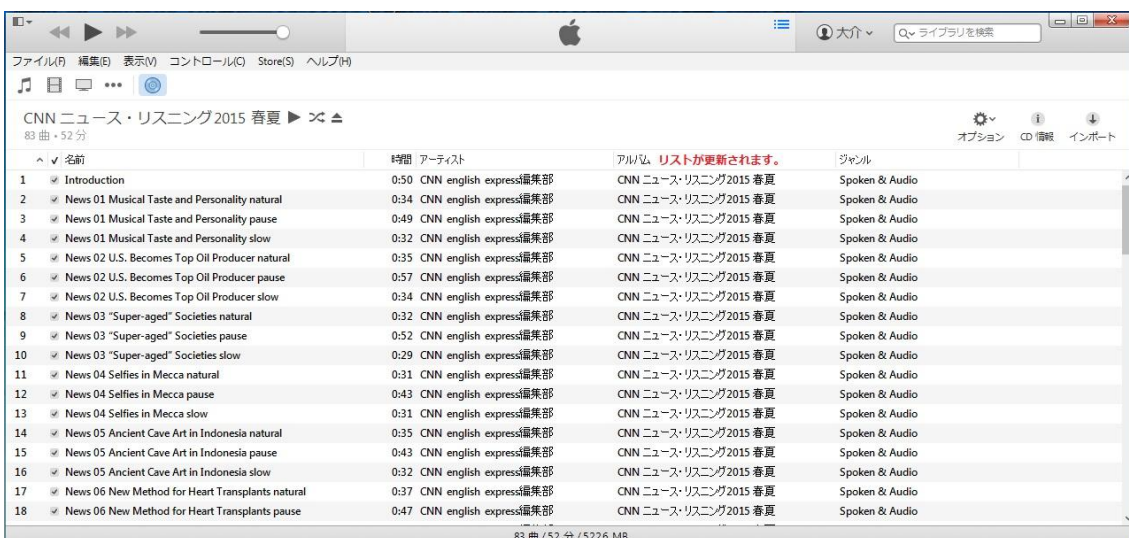 大介
ライブラリを検索
ファイル(F) 編集(E) 表示(V) コントロール(C) Store(S) ヘルプ(H)
CNN ニュース・リスニング2015 春夏
83 曲・52 分
オプション CD 情報 インポート
名前 時間 アーティスト アルバム リストが更新されます。 ジャンル
1 Introduction 0:50 CNN english express編集部 CNN ニュース・リスニング2015 春夏 Spoken & Audio
2 News 01 Musical Taste and Personality natural 0:34 CNN english express編集部 CNN ニュース・リスニング2015 春夏 Spoken & Audio
3 News 01 Musical Taste and Personality pause 0:49 CNN english express編集部 CNN ニュース・リスニング2015 春夏 Spoken & Audio
4 News 01 Musical Taste and Personality slow 0:32 CNN english express編集部 CNN ニュース・リスニング2015 春夏 Spoken & Audio
5 News 02 U.S. Becomes Top Oil Producer natural 0:35 CNN english express編集部 CNN ニュース・リスニング2015 春夏 Spoken & Audio
6 News 02 U.S. Becomes Top Oil Producer pause 0:57 CNN english express編集部 CNN ニュース・リスニング2015 春夏 Spoken & Audio
7 News 02 U.S. Becomes Top Oil Producer slow 0:34 CNN english express編集部 CNN ニュース・リスニング2015 春夏 Spoken & Audio
8 News 03 "Super-aged" Societies natural 0:32 CNN english express編集部 CNN ニュース・リスニング2015 春夏 Spoken & Audio
9 News 03 "Super-aged" Societies pause 0:52 CNN english express編集部 CNN ニュース・リスニング2015 春夏 Spoken & Audio
10 News 03 "Super-aged" Societies slow 0:29 CNN english express編集部 CNN ニュース・リスニング2015 春夏 Spoken & Audio
11 News 04 Selfies in Mecca natural 0:31 CNN english express編集部 CNN ニュース・リスニング2015 春夏 Spoken & Audio
12 News 04 Selfies in Mecca pause 0:43 CNN english express編集部 CNN ニュース・リスニング2015 春夏 Spoken & Audio
13 News 04 Selfies in Mecca slow 0:31 CNN english express編集部 CNN ニュース・リスニング2015 春夏 Spoken & Audio
14 News 05 Ancient Cave Art in Indonesia natural 0:35 CNN english express編集部 CNN ニュース・リスニング2015 春夏 Spoken & Audio
15 News 05 Ancient Cave Art in Indonesia pause 0:43 CNN english express編集部 CNN ニュース・リスニング2015 春夏 Spoken & Audio
16 News 05 Ancient Cave Art in Indonesia slow 0:32 CNN english express編集部 CNN ニュース・リスニング2015 春夏 Spoken & Audio
17 News 06 New Method for Heart Transplants natural 0:37 CNN english express編集部 CNN ニュース・リスニング2015 春夏 Spoken & Audio
18 News 06 New Method for Heart Transplants pause 0:47 CNN english express編集部 CNN ニュース・リスニング2015 春夏 Spoken & Audio
83 曲 / 52 分 / 5226 MB